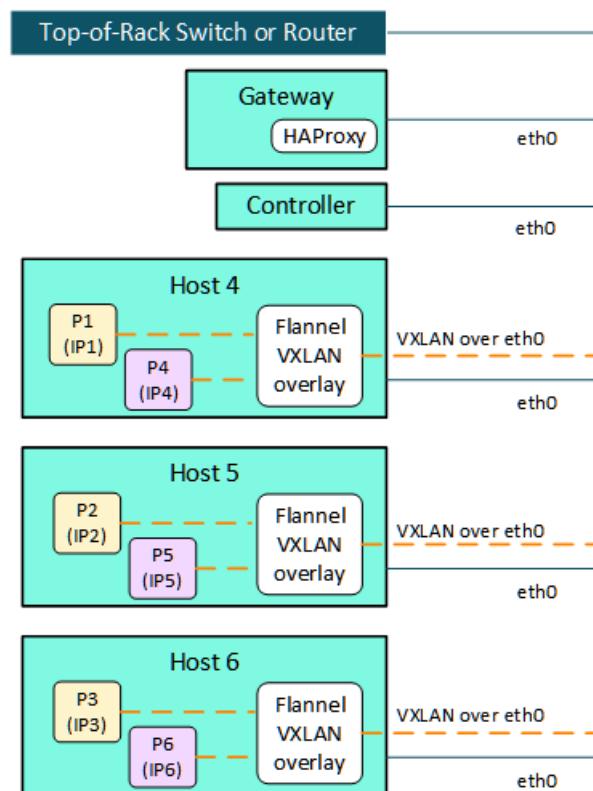 Top-of-Rack Switch or Router
Gateway
HAProxy
eth0
Controller
eth0
Host 4
P1
(IP1)
P4
(IP4)
Flannel
VXLAN
overlay
VXLAN over eth0
eth0
Host 5
P2
(IP2)
P5
(IP5)
Flannel
VXLAN
overlay
VXLAN over eth0
eth0
Host 6
P3
(IP3)
P6
(IP6)
Flannel
VXLAN
overlay
VXLAN over eth0
eth0